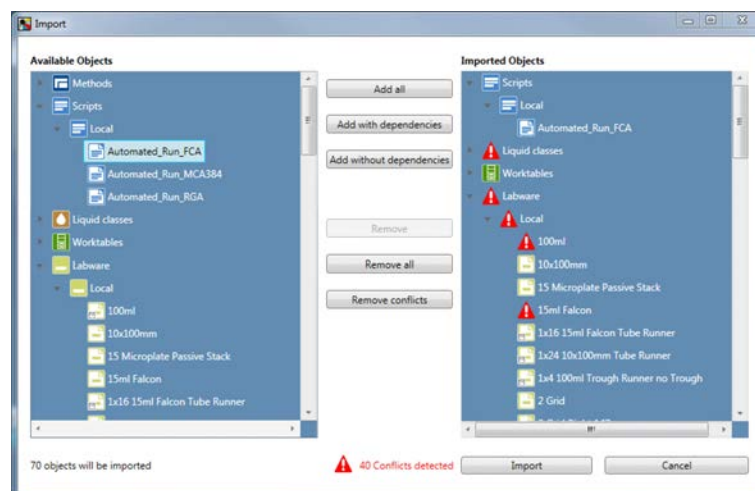 Import
Available Objects
Methods
Scripts
Local
Automated_Run_FCA
Automated_Run_MCA384
Automated_Run_RGA
Liquid classes
Worktables
Labware
Local
100ml
10x100mm
15 Microplate Passive Stack
15ml Falcon
1x16 15ml Falcon Tube Runner
Add all
Add with dependencies
Add without dependencies
Remove
Remove all
Remove conflicts
Imported Objects
Scripts
Local
Automated_Run_FCA
Liquid classes
Worktables
Labware
Local
100ml
10x100mm
15 Microplate Passive Stack
15ml Falcon
1x16 15ml Falcon Tube Runner
1x24 10x100mm Tube Runner
1x4 100ml Trough Runner no Trough
2 Grid
70 objects will be imported
40 Conflicts detected
Import
Cancel